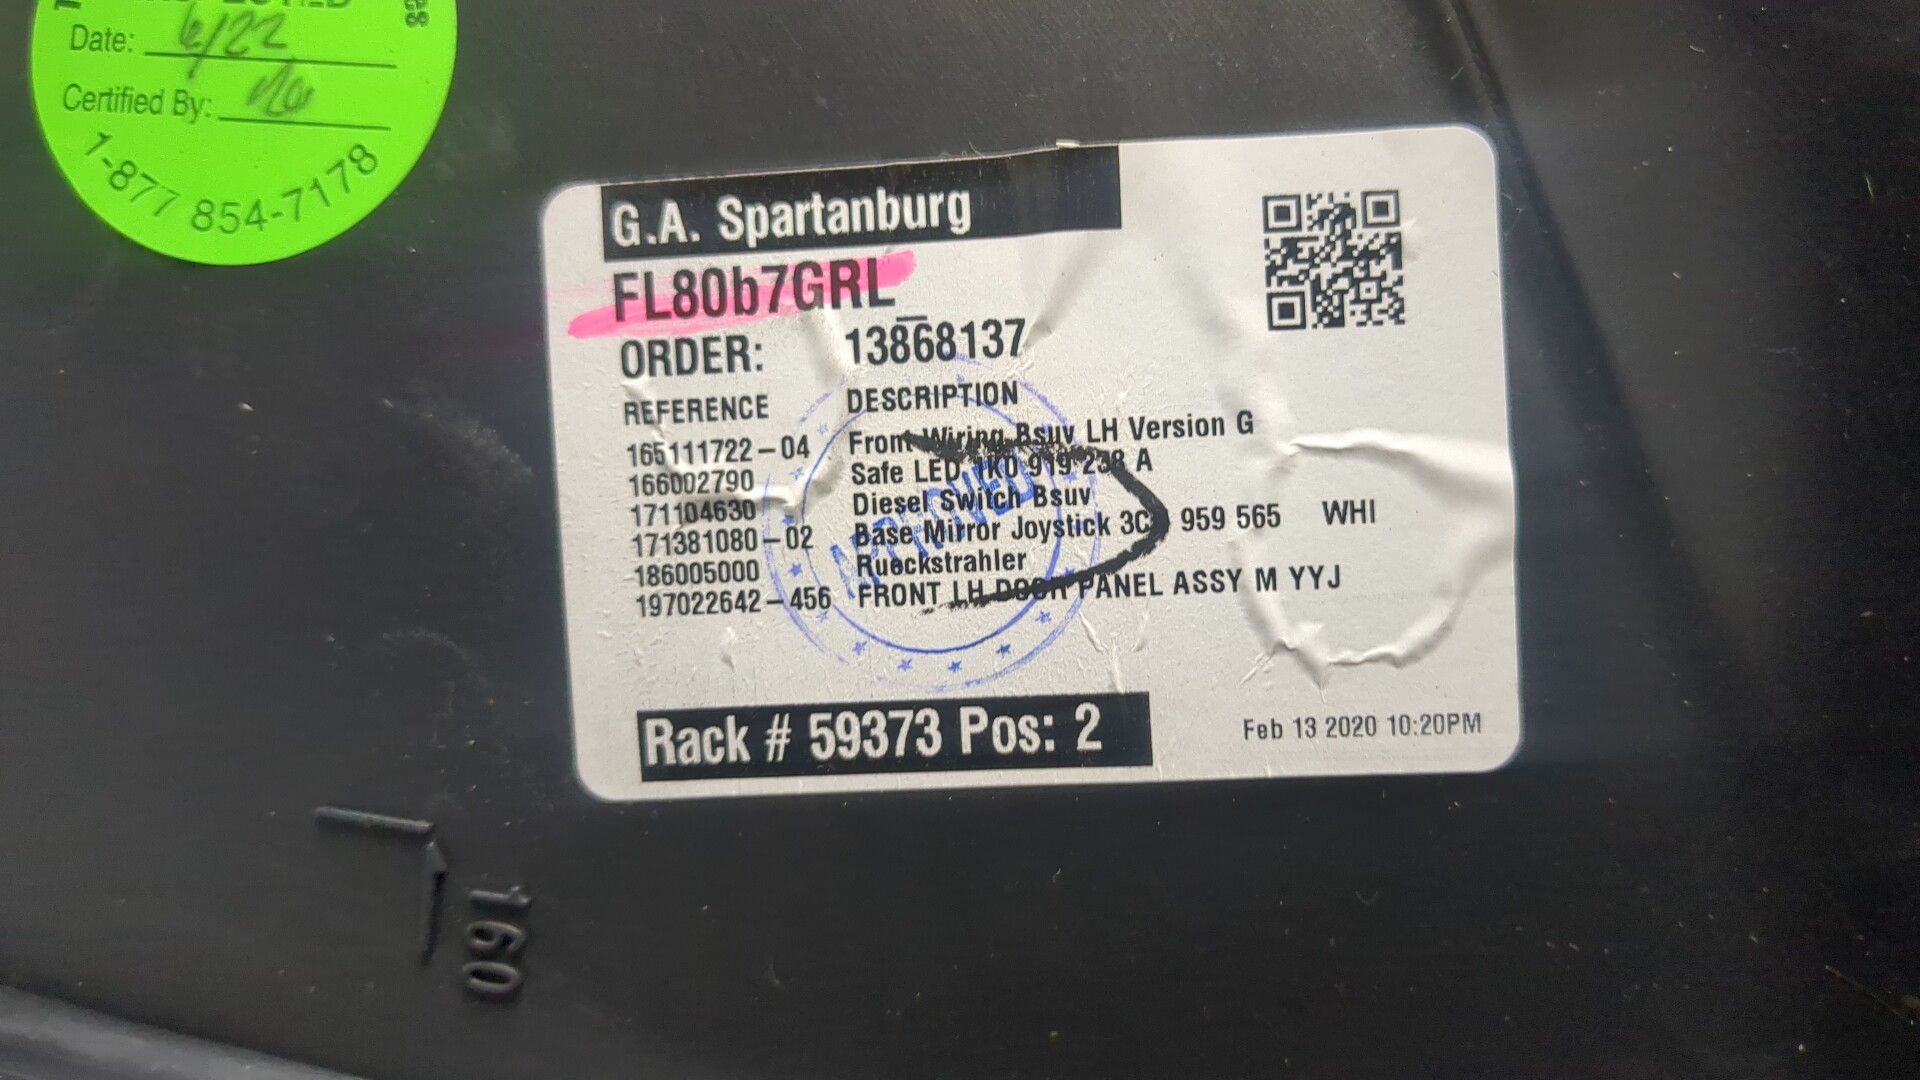 Date: 6/22
Certified By:
1-877 854-7178
G.A. Spartanburg
FL80b7GRL
ORDER: 13868137
REFERENCE DESCRIPTION
165111722-04 Front Wiring Bsuv LH Version G
166002790 Safe LED 1K0 919 238 A
171104630 Diesel Switch Bsuv
171381080-02 Base Mirror Joystick 959 565 WHI
186005000 Rueckstrahler
197022642-456 FRONT LH DOOR PANEL ASSY M YYJ
APPROVED
Rack # 59373 Pos: 2
Feb 13 2020 10:20PM
160